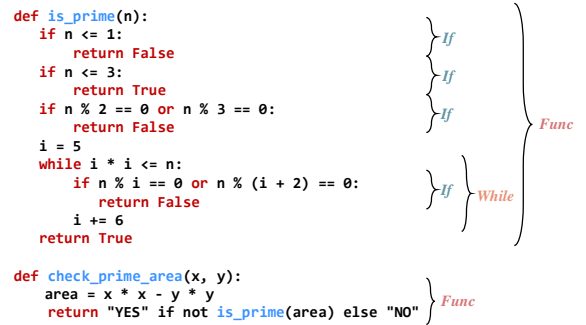 def is_prime(n):
if n <= 1: If
return False
if n <= 3: If
return True
if n % 2 == 0 or n % 3 == 0: If
return False Func
i = 5
while i * i <= n:
if n % i == 0 or n % (i + 2) == 0: If While
return False
i += 6
return True
def check_prime_area(x, y):
area = x * x - y * y Func
return "YES" if not is_prime(area) else "NO"